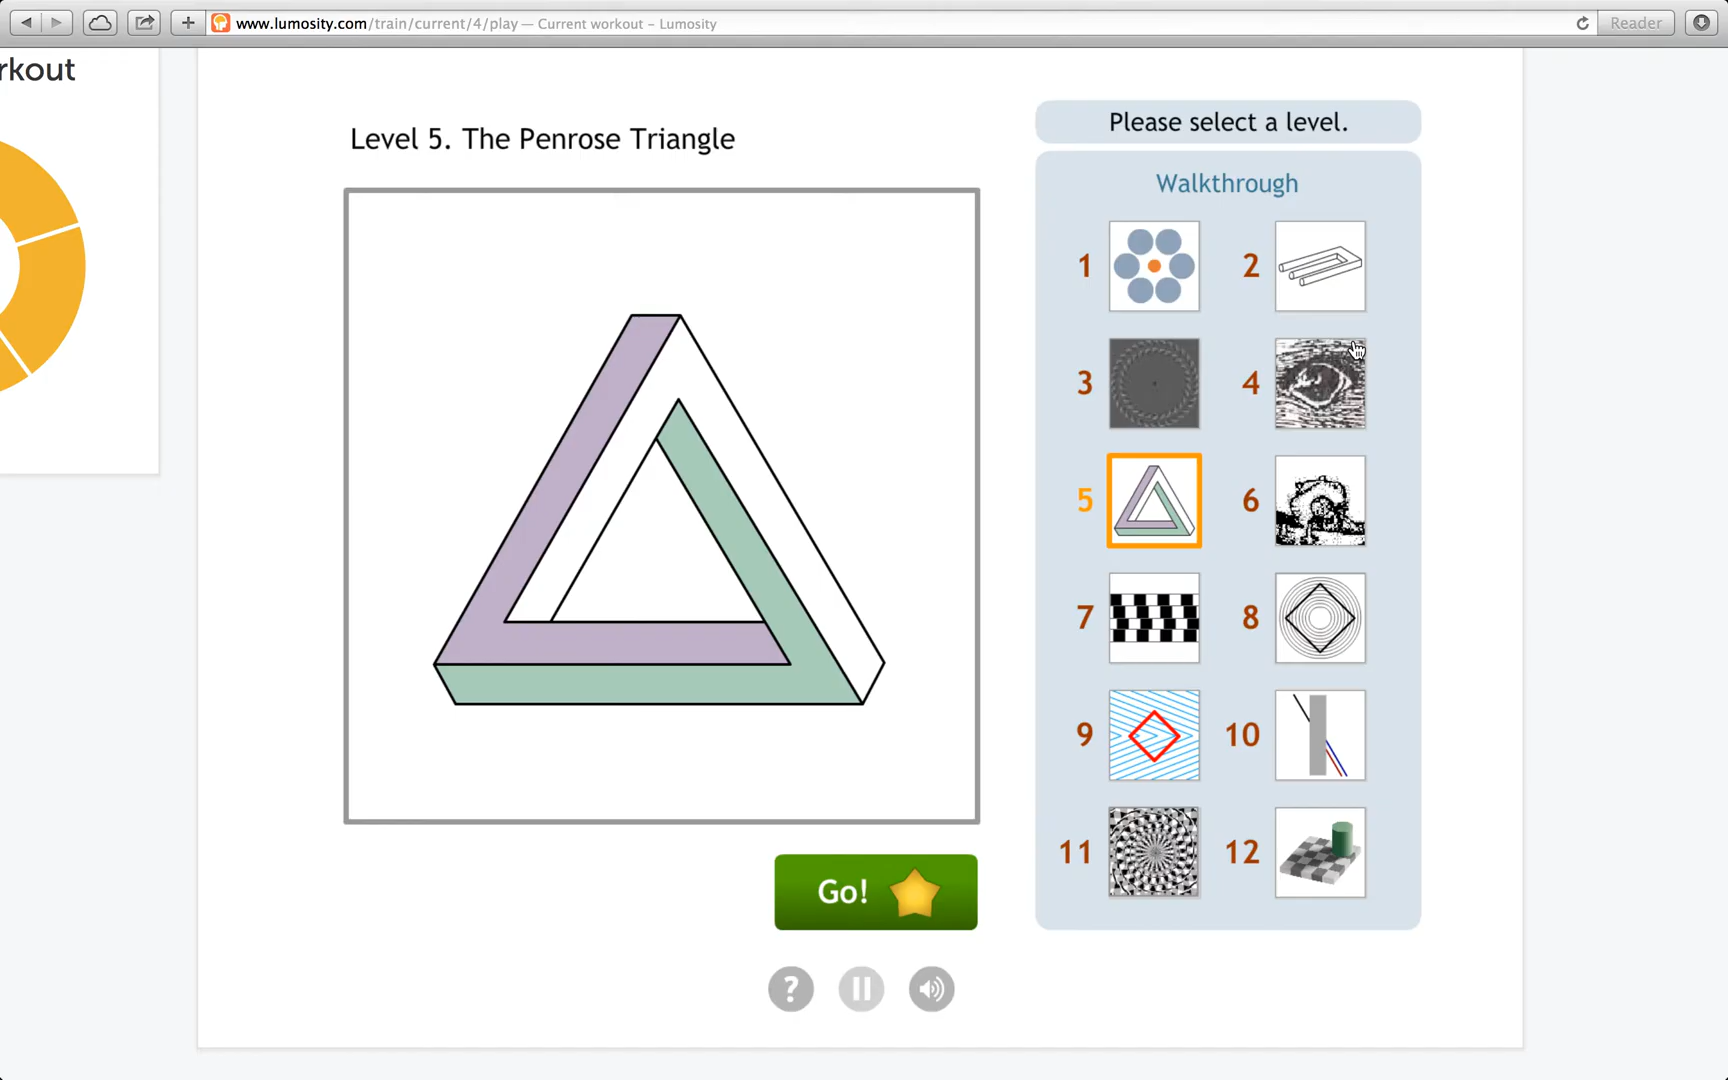 www.lumosity.com/train/current/4/play — Current workout – Lumosity
Reader
rkout
Level 5. The Penrose Triangle
Please select a level.
Walkthrough
1
2
3
4
5
6
7
8
9
10
11
12
Go!
?